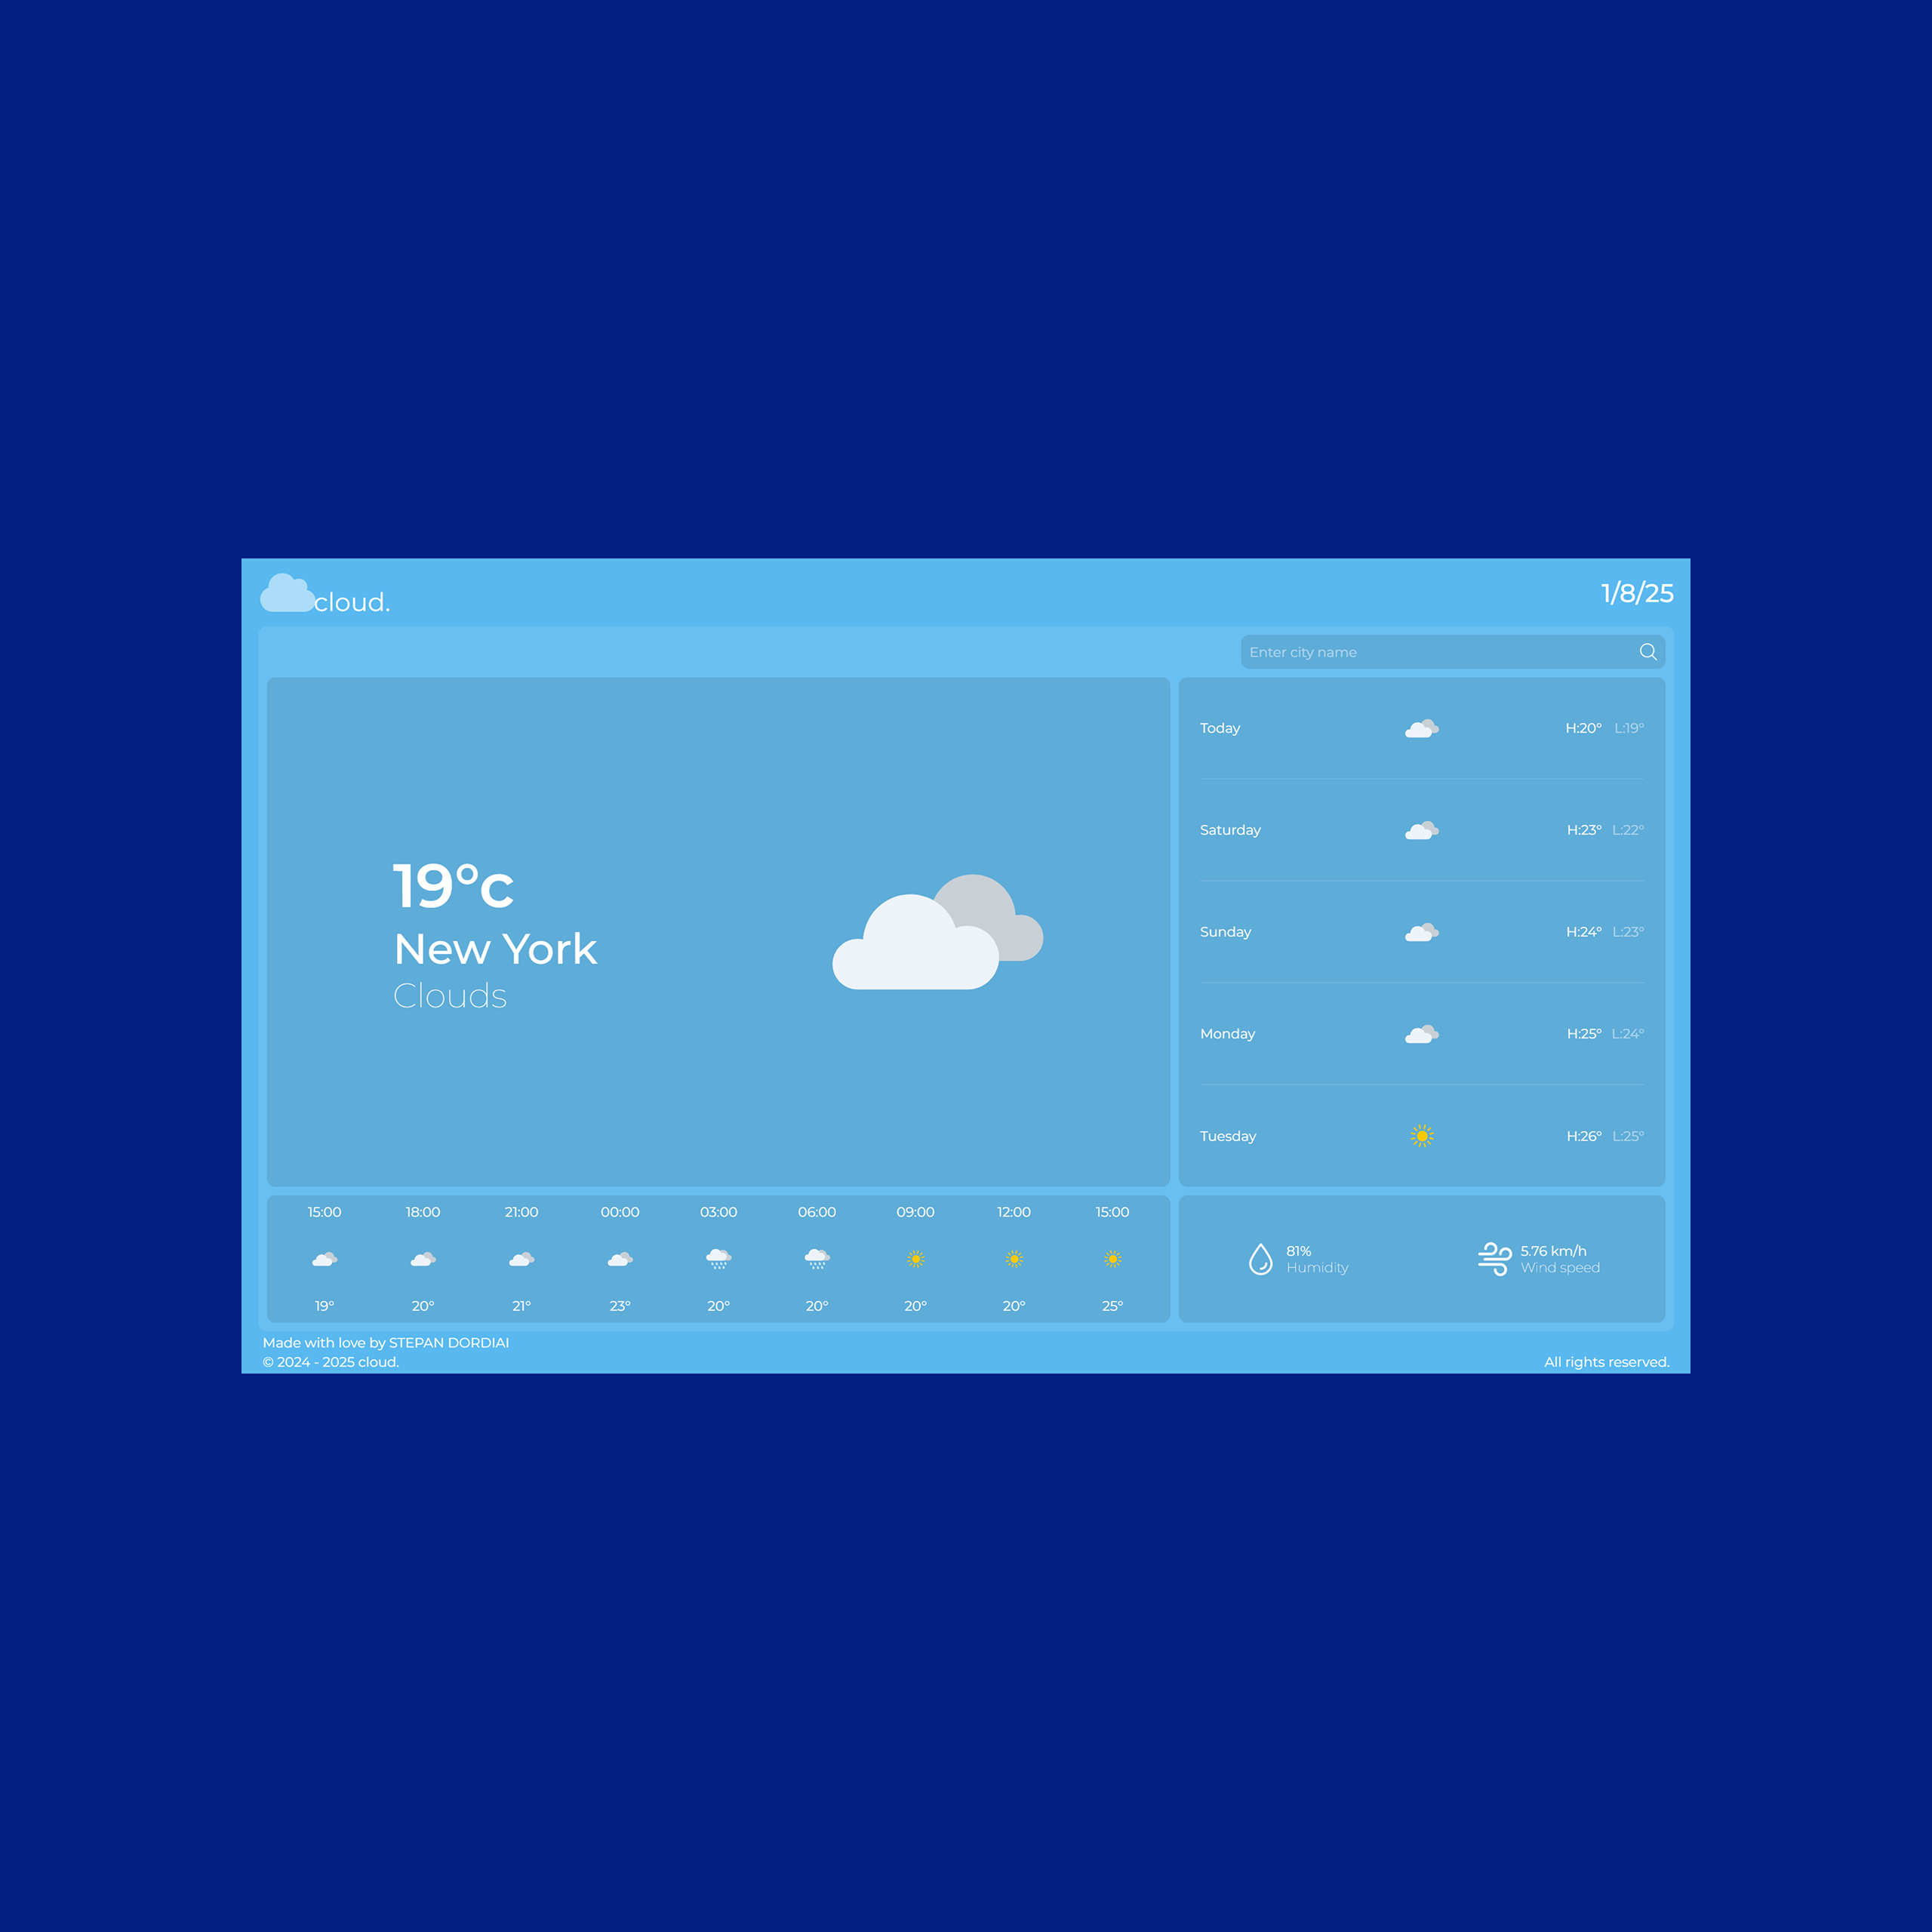 cloud.
1/8/25
Enter city name
19°c
New York
Clouds
Today H:20° L:19°
Saturday H:23° L:22°
Sunday H:24° L:23°
Monday H:25° L:24°
Tuesday H:26° L:25°
15:00 18:00 21:00 00:00 03:00 06:00 09:00 12:00 15:00
19° 20° 21° 23° 20° 20° 20° 20° 25°
81%
Humidity
5.76 km/h
Wind speed
Made with love by STEPAN DORDIAI
© 2024 - 2025 cloud.
All rights reserved.